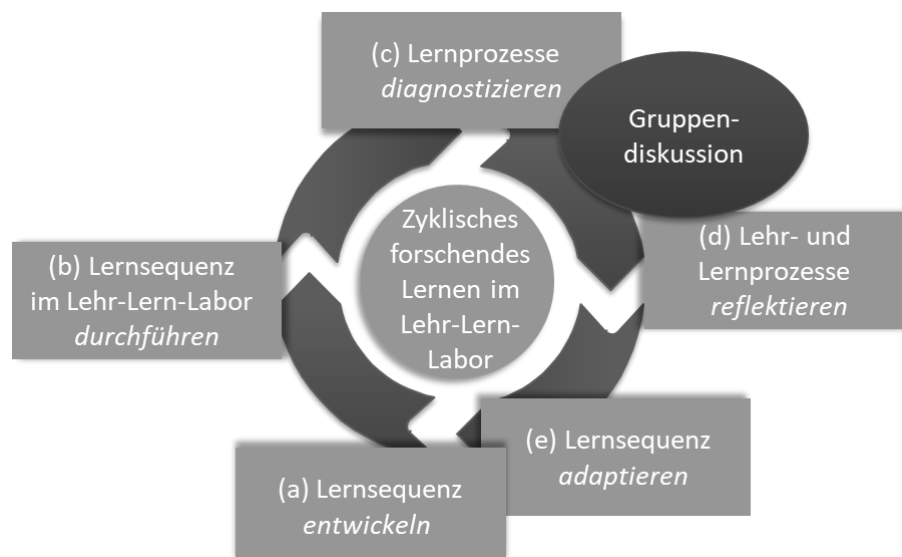 (c) Lernprozesse
diagnostizieren
Gruppen-
diskussion
Zyklisches
forschendes
Lernen im
Lehr-Lern-
Labor
(b) Lernsequenz
im Lehr-Lern-Labor
durchführen
(d) Lehr- und
Lernprozesse
reflektieren
(e) Lernsequenz
adaptieren
(a) Lernsequenz
entwickeln